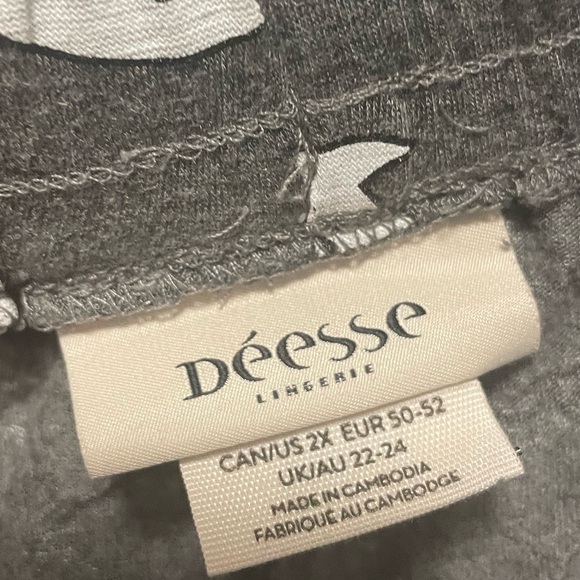 Déesse
LINGERIE
CAN/US 2X EUR 50-52
UK/AU 22-24
MADE IN CAMBODIA
FABRIQUÉ AU CAMBODGE